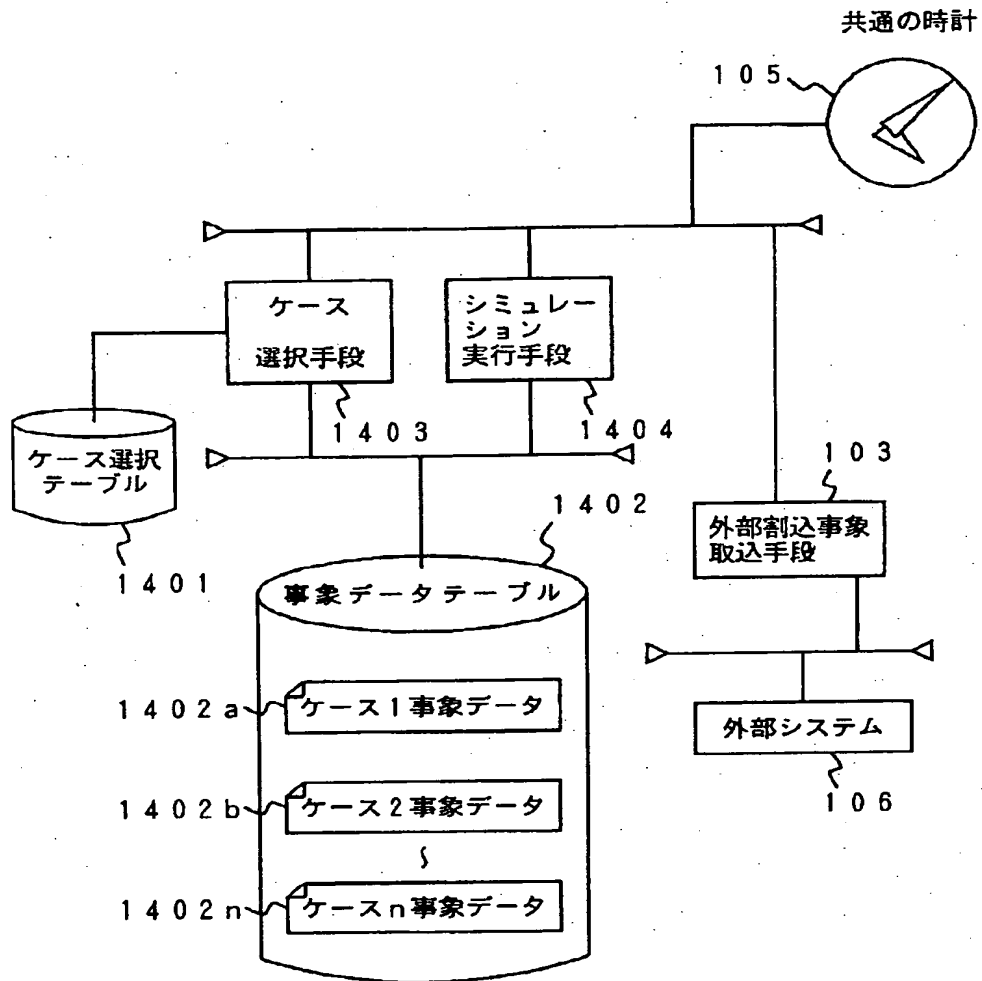 共通の時計
105
ケース
選択手段
シミュレー
ション
実行手段
1403
1404
ケース選択
テーブル
1401
103
外部割込事象
取込手段
1402
事象データテーブル
1402a
ケース1事象データ
外部システム
106
1402b
ケース2事象データ
1402n
ケースn事象データ